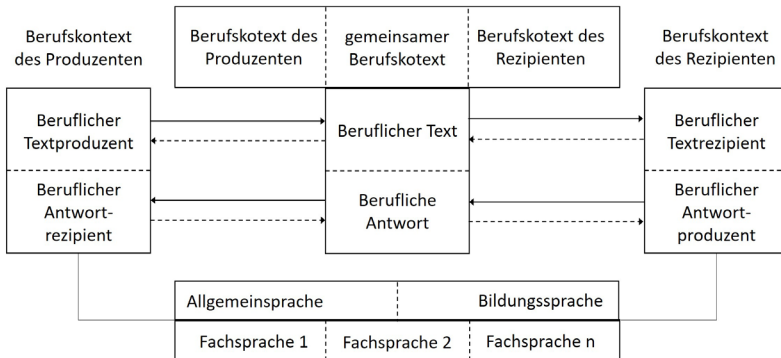 Berufskontext
des Produzenten
Berufskotext des
Produzenten
gemeinsamer
Berufskotext
Berufskotext des
Rezipienten
Berufskontext
des Rezipienten
Beruflicher
Textproduzent
Beruflicher Text
Beruflicher
Textrezipient
Beruflicher
Antwort-
rezipient
Berufliche
Antwort
Beruflicher
Antwort-
produzent
Allgemeinsprache
Bildungssprache
Fachsprache 1
Fachsprache 2
Fachsprache n